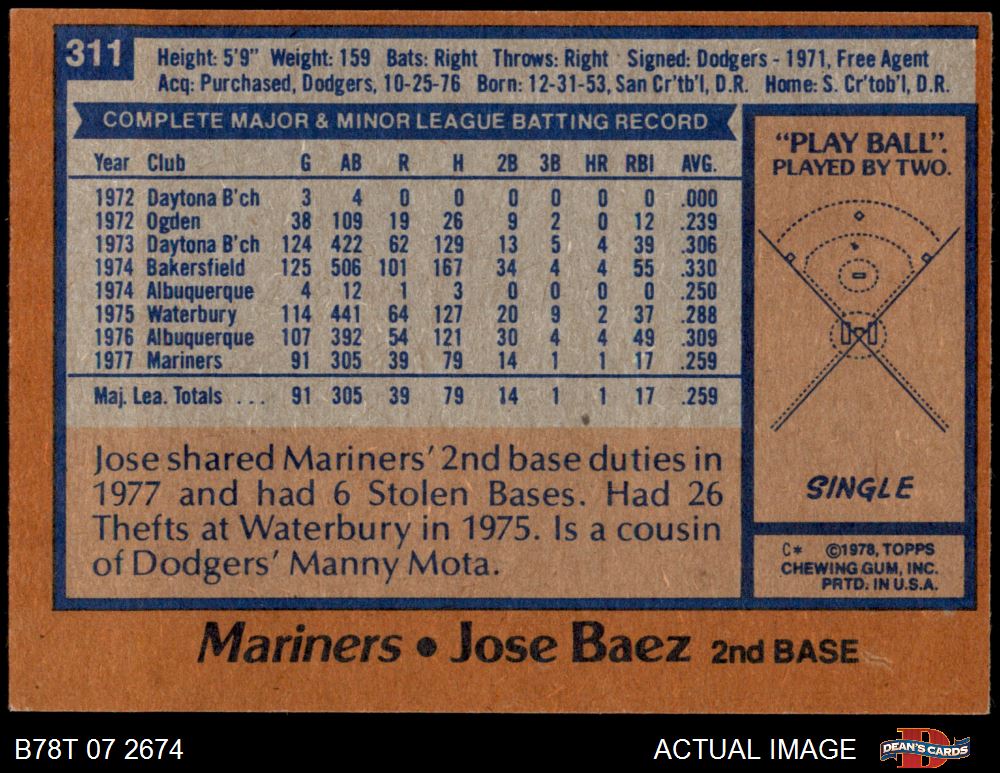 311
Height: 5'9" Weight: 159 Bats: Right Throws: Right Signed: Dodgers - 1971, Free Agent
Acq: Purchased, Dodgers, 10-25-76 Born: 12-31-53, San Cr'tb'l, D.R. Home: S. Cr'tob'l, D.R.
COMPLETE MAJOR & MINOR LEAGUE BATTING RECORD
Year Club G AB R H 2B 3B HR RBI AVG.
1972 Daytona B'ch 3 4 0 0 0 0 0 0 .000
1972 Ogden 38 109 19 26 9 2 0 12 .239
1973 Daytona B'ch 124 422 62 129 13 5 4 39 .306
1974 Bakersfield 125 506 101 167 34 4 4 55 .330
1974 Albuquerque 4 12 1 3 0 0 0 0 .250
1975 Waterbury 114 441 64 127 20 9 2 37 .288
1976 Albuquerque 107 392 54 121 30 4 4 49 .309
1977 Mariners 91 305 39 79 14 1 1 17 .259
Maj. Lea. Totals . . . 91 305 39 79 14 1 1 17 .259
Jose shared Mariners' 2nd base duties in
1977 and had 6 Stolen Bases. Had 26
Thefts at Waterbury in 1975. Is a cousin
of Dodgers' Manny Mota.
"PLAY BALL".
PLAYED BY TWO.
SINGLE
C* ©1978, TOPPS
CHEWING GUM, INC.
PRTD. IN U.S.A.
Mariners • Jose Baez 2nd BASE
B78T 07 2674
ACTUAL IMAGE
DEAN'S CARDS